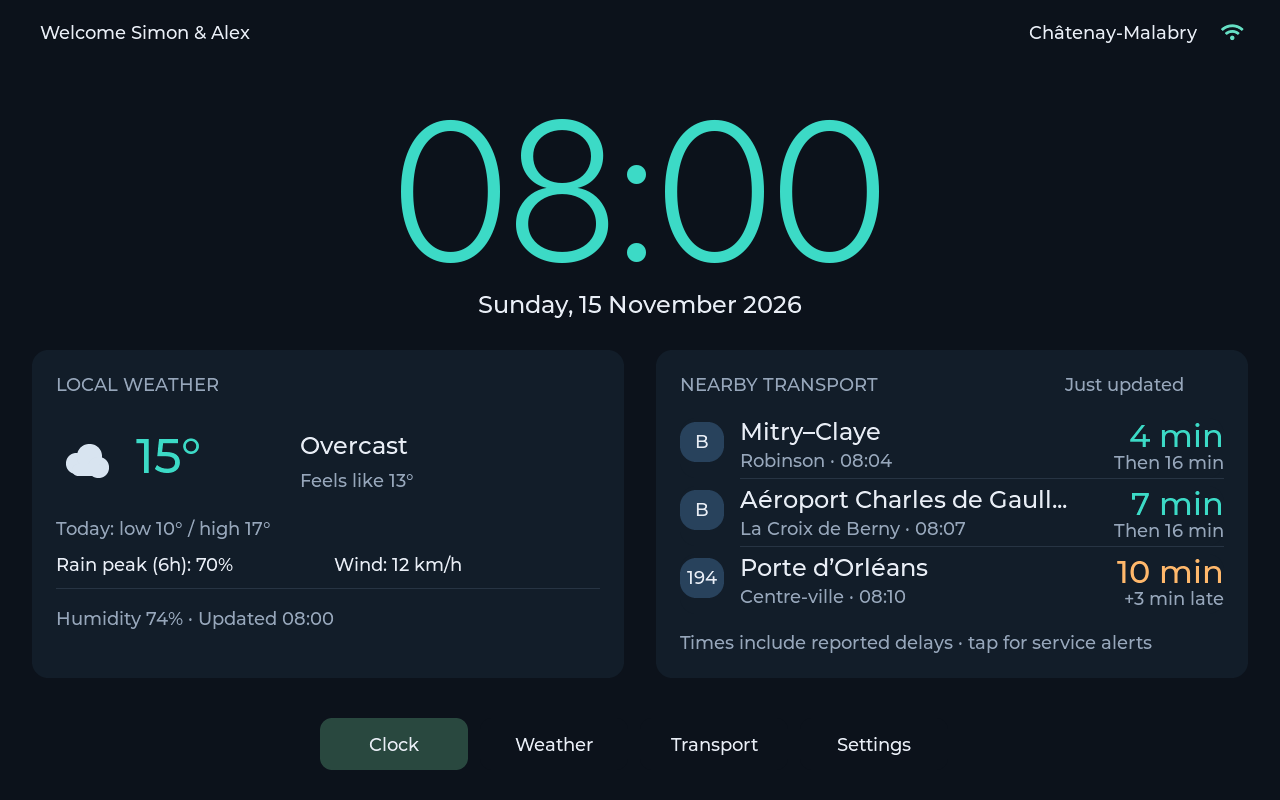 Welcome Simon & Alex
Châtenay-Malabry
08:00
Sunday, 15 November 2026
LOCAL WEATHER
15°
Overcast
Feels like 13°
Today: low 10° / high 17°
Rain peak (6h): 70%
Wind: 12 km/h
Humidity 74% · Updated 08:00
NEARBY TRANSPORT
Just updated
B
Mitry–Claye
4 min
Robinson · 08:04
Then 16 min
B
Aéroport Charles de Gaull...
7 min
La Croix de Berny · 08:07
Then 16 min
194
Porte d’Orléans
10 min
Centre-ville · 08:10
+3 min late
Times include reported delays · tap for service alerts
Clock
Weather
Transport
Settings